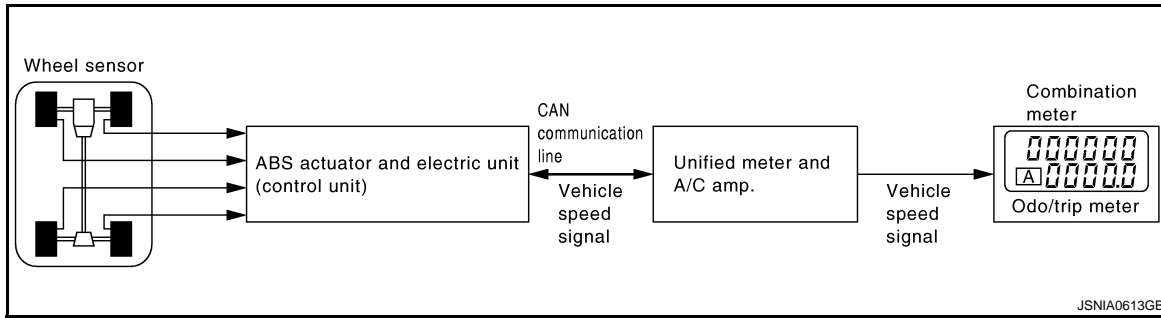 Wheel sensor
ABS actuator and electric unit
(control unit)
CAN
communication
line
Vehicle
speed
signal
Unified meter and
A/C amp.
Vehicle
speed
signal
Combination
meter
000000
A 0000.0
Odo/trip meter
JSNIA0613GB